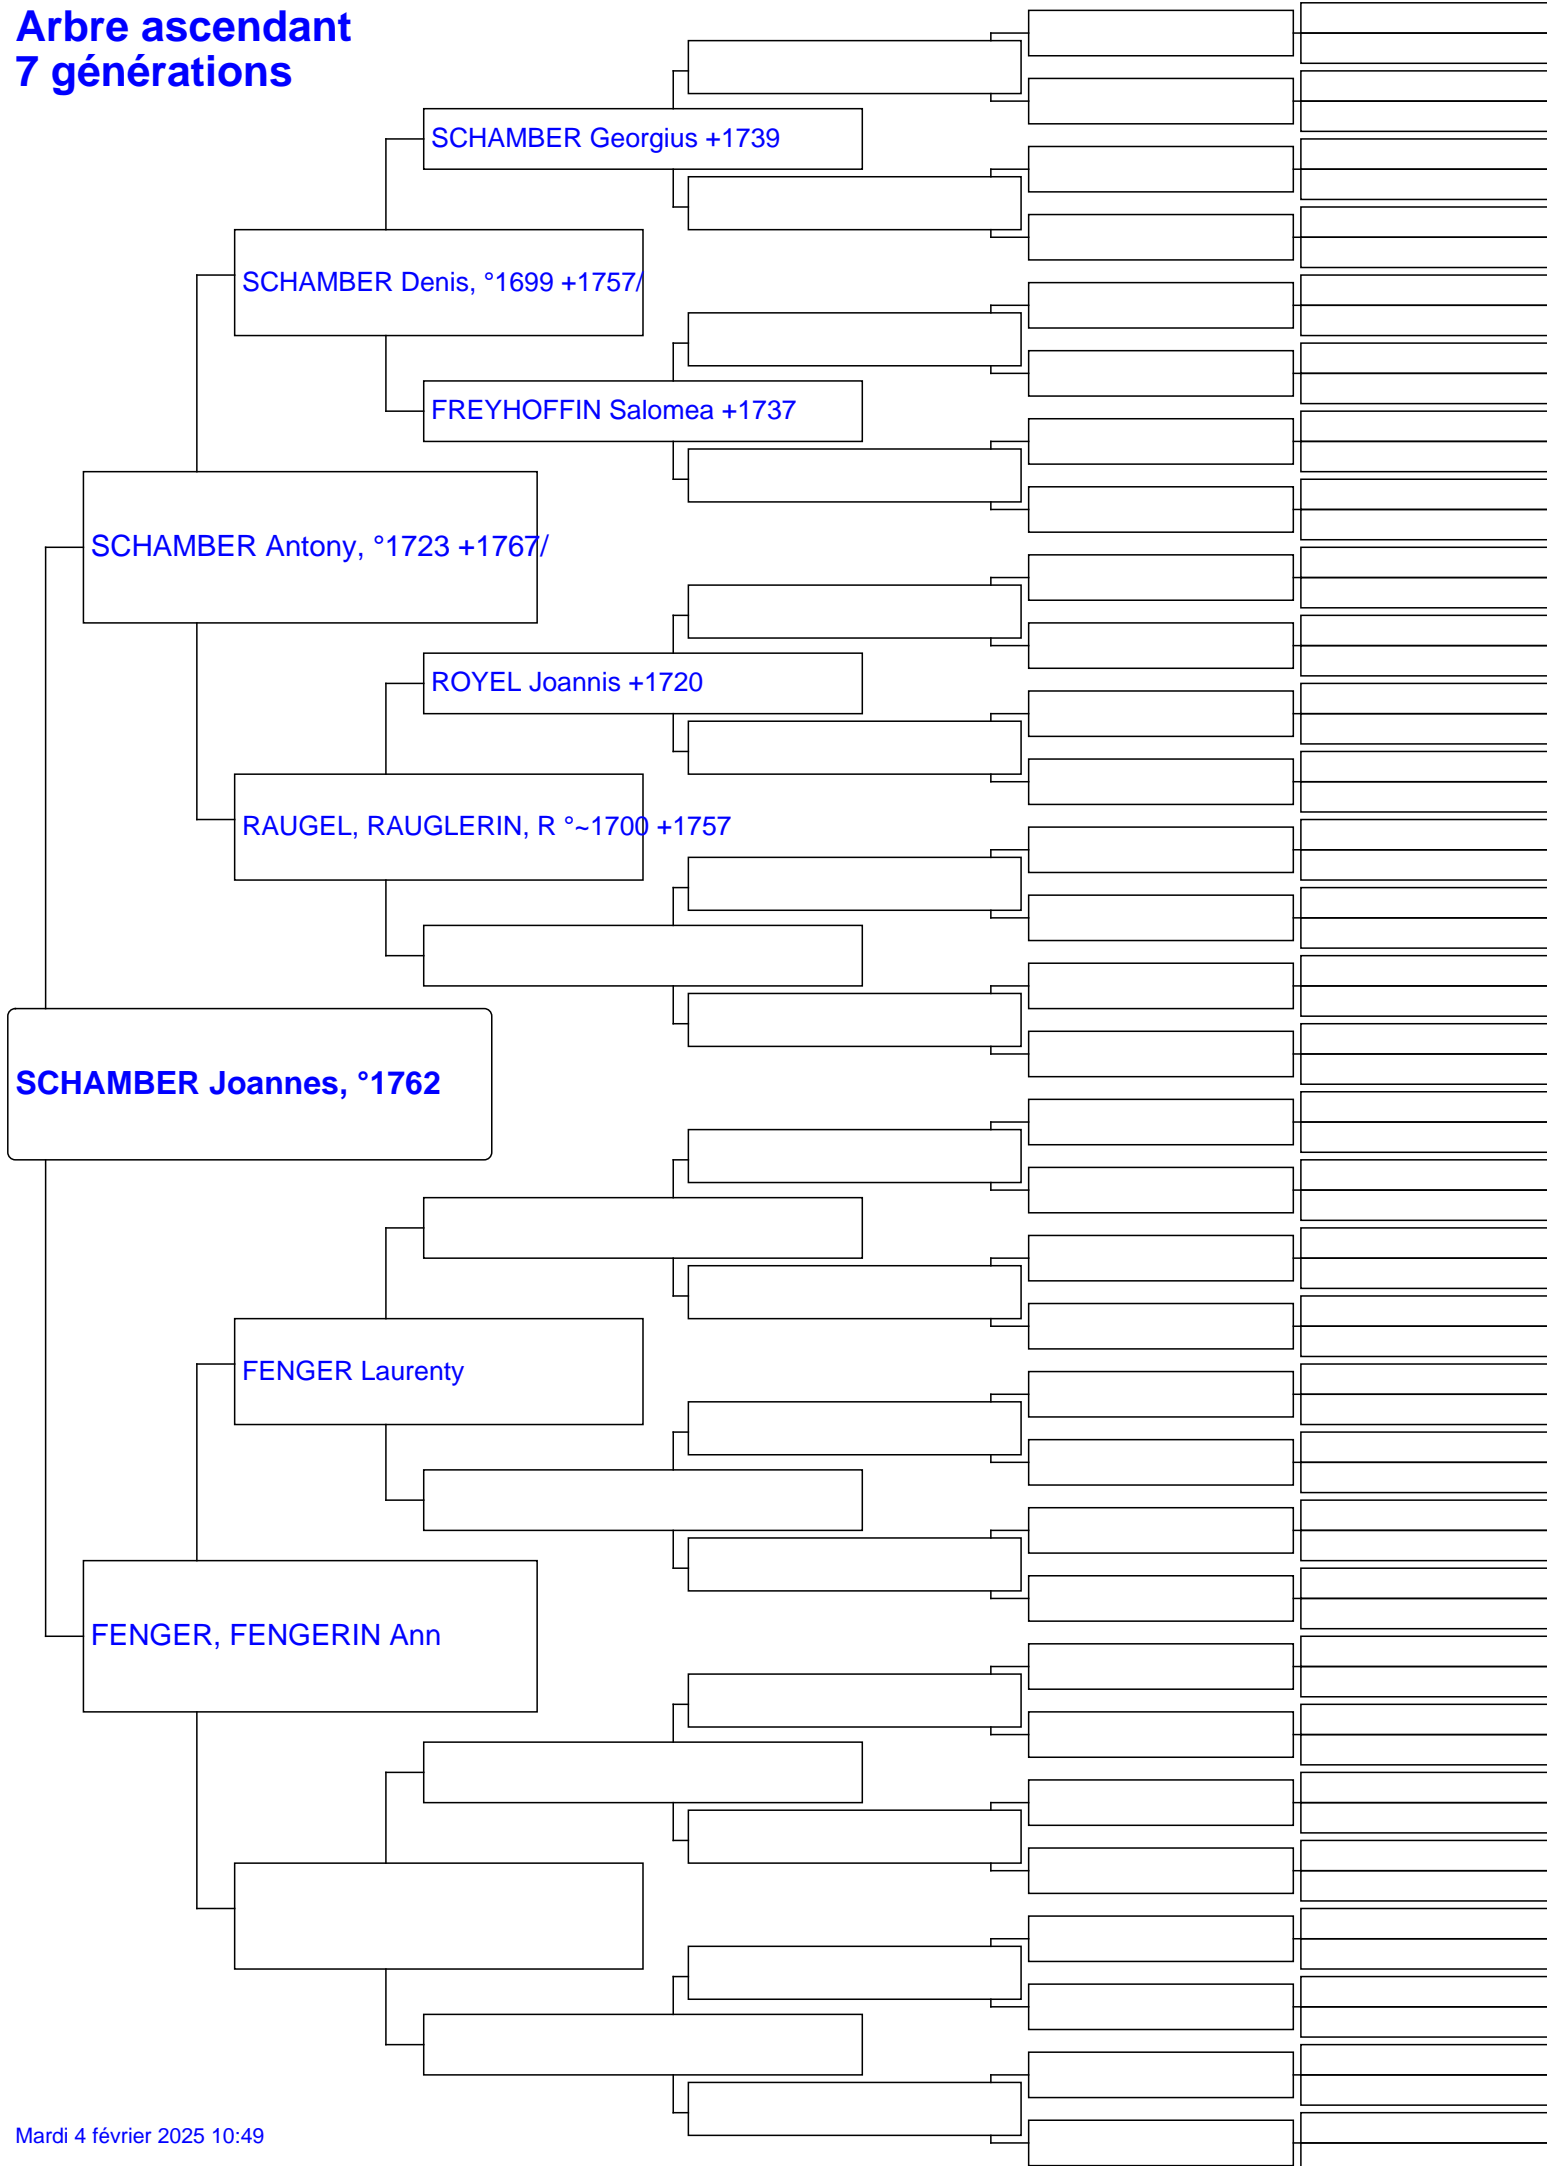 Arbre ascendant
7 générations
SCHAMBER Georgius +1739
SCHAMBER Denis, °1699 +1757/
FREYHOFFIN Salomea +1737
SCHAMBER Antony, °1723 +1767/
ROYEL Joannis +1720
RAUGEL, RAUGLERIN, R °~1700 +1757
SCHAMBER Joannes, °1762
FENGER Laurenty
FENGER, FENGERIN Ann
Mardi 4 février 2025 10:49